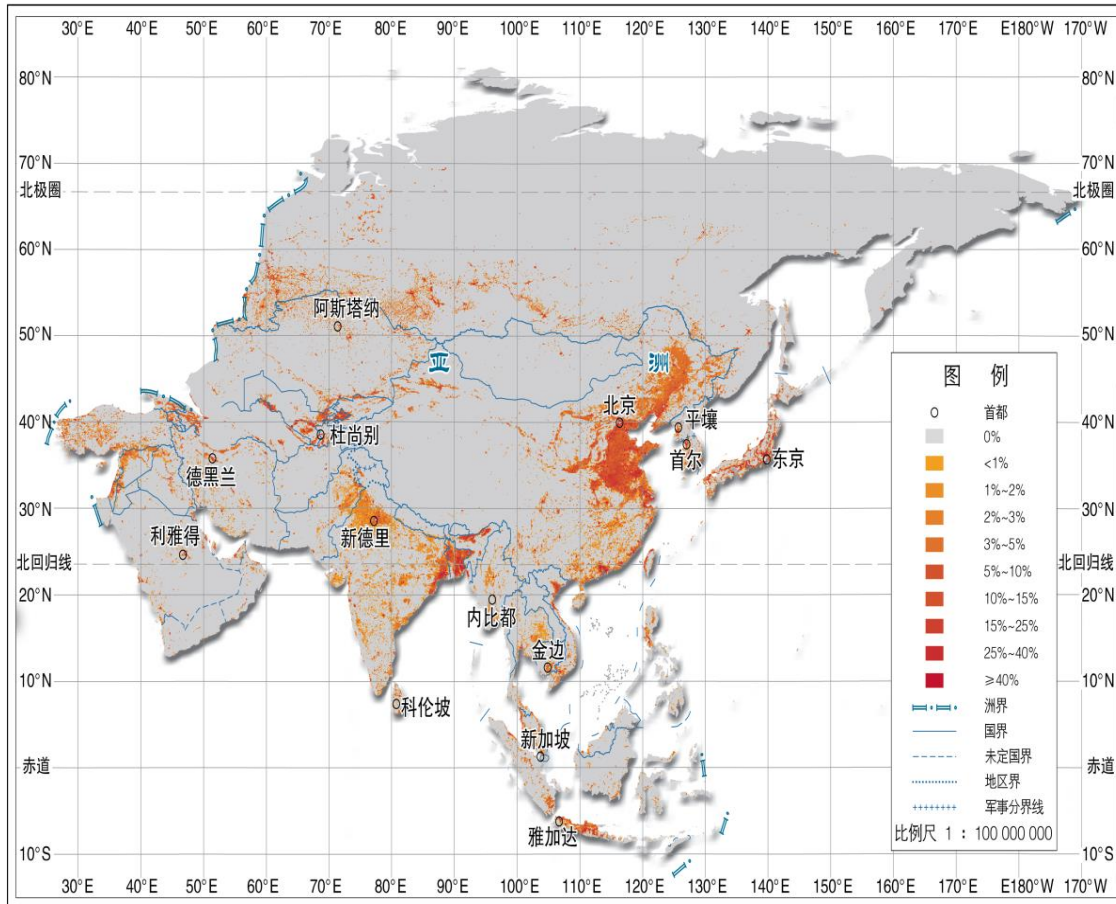 30°E 40°E 50°E 60°E 70°E 80°E 90°E 100°E 110°E 120°E 130°E 140°E 150°E 160°E 170°E E180°W 170°W
80°N 80°N
70°N 70°N
北极圈 北极圈
60°N 60°N
阿斯塔纳
50°N 50°N
亚 洲
图 例
首都
0%
<1%
1%~2%
2%~3%
3%~5%
5%~10%
10%~15%
15%~25%
25%~40%
≥40%
洲界
国界
未定国界
地区界
军事分界线
比例尺 1 : 100 000 000
北京 平壤
40°N 40°N
杜尚别 首尔 东京
德黑兰
30°N 30°N
利雅得 新德里
北回归线 北回归线
20°N 20°N
内比都
金边
10°N 10°N
科伦坡
新加坡
赤道 赤道
雅加达
10°S 10°S
30°E 40°E 50°E 60°E 70°E 80°E 90°E 100°E 110°E 120°E 130°E 140°E 150°E 160°E 170°E E180°W 170°W